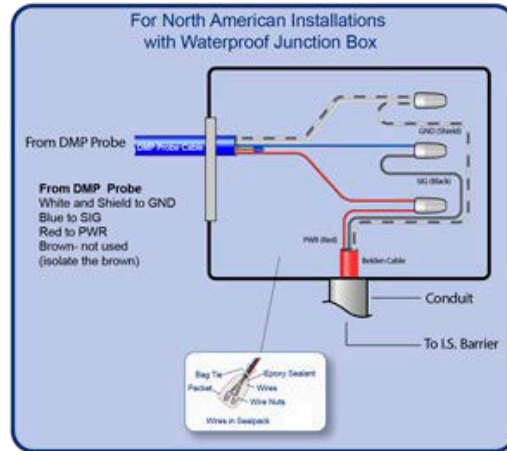 For North American Installations
with Waterproof Junction Box
From DMP Probe
DMP Probe Cable
GND (Shield)
SIG (Black)
PWR (Red)
Belden Cable
From DMP Probe
White and Shield to GND
Blue to SIG
Red to PWR
Brown- not used
(isolate the brown)
Conduit
To I.S. Barrier
Bag Tie
Epoxy Sealant
Packet
Wires
Wire Nuts
Wires in Sealpack